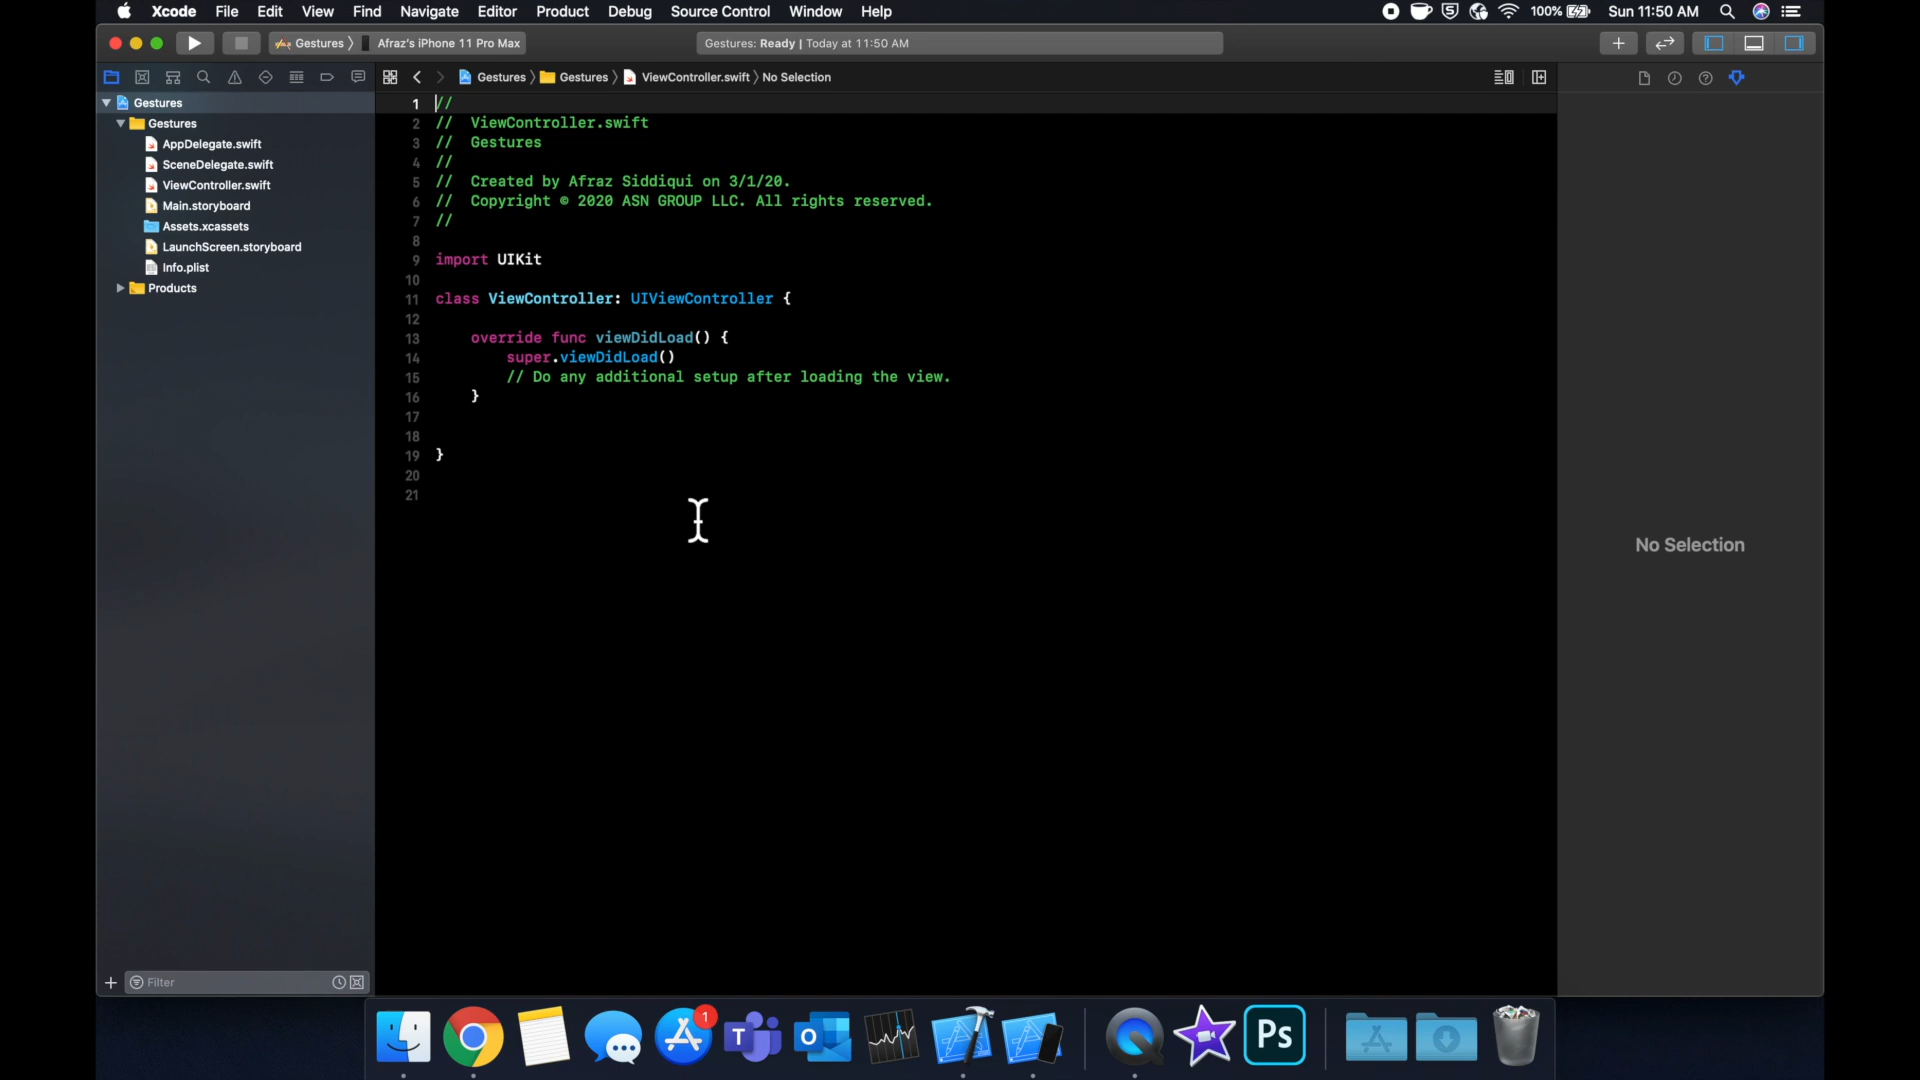 Xcode File Edit View Find Navigate Editor Product Debug Source Control Window Help 100% Sun 11:50 AM
Gestures Afraz's iPhone 11 Pro Max
Gestures: Ready | Today at 11:50 AM
Gestures Gestures ViewController.swift No Selection
Gestures
Gestures
AppDelegate.swift
SceneDelegate.swift
ViewController.swift
Main.storyboard
Assets.xcassets
LaunchScreen.storyboard
Info.plist
Products
1 //
2 // ViewController.swift
3 // Gestures
4 //
5 // Created by Afraz Siddiqui on 3/1/20.
6 // Copyright © 2020 ASN GROUP LLC. All rights reserved.
7 //
8
9 import UIKit
10
11 class ViewController: UIViewController {
12
13 override func viewDidLoad() {
14 super.viewDidLoad()
15 // Do any additional setup after loading the view.
16 }
17
18
19 }
20
21
No Selection
Filter
1
T
O
Ps